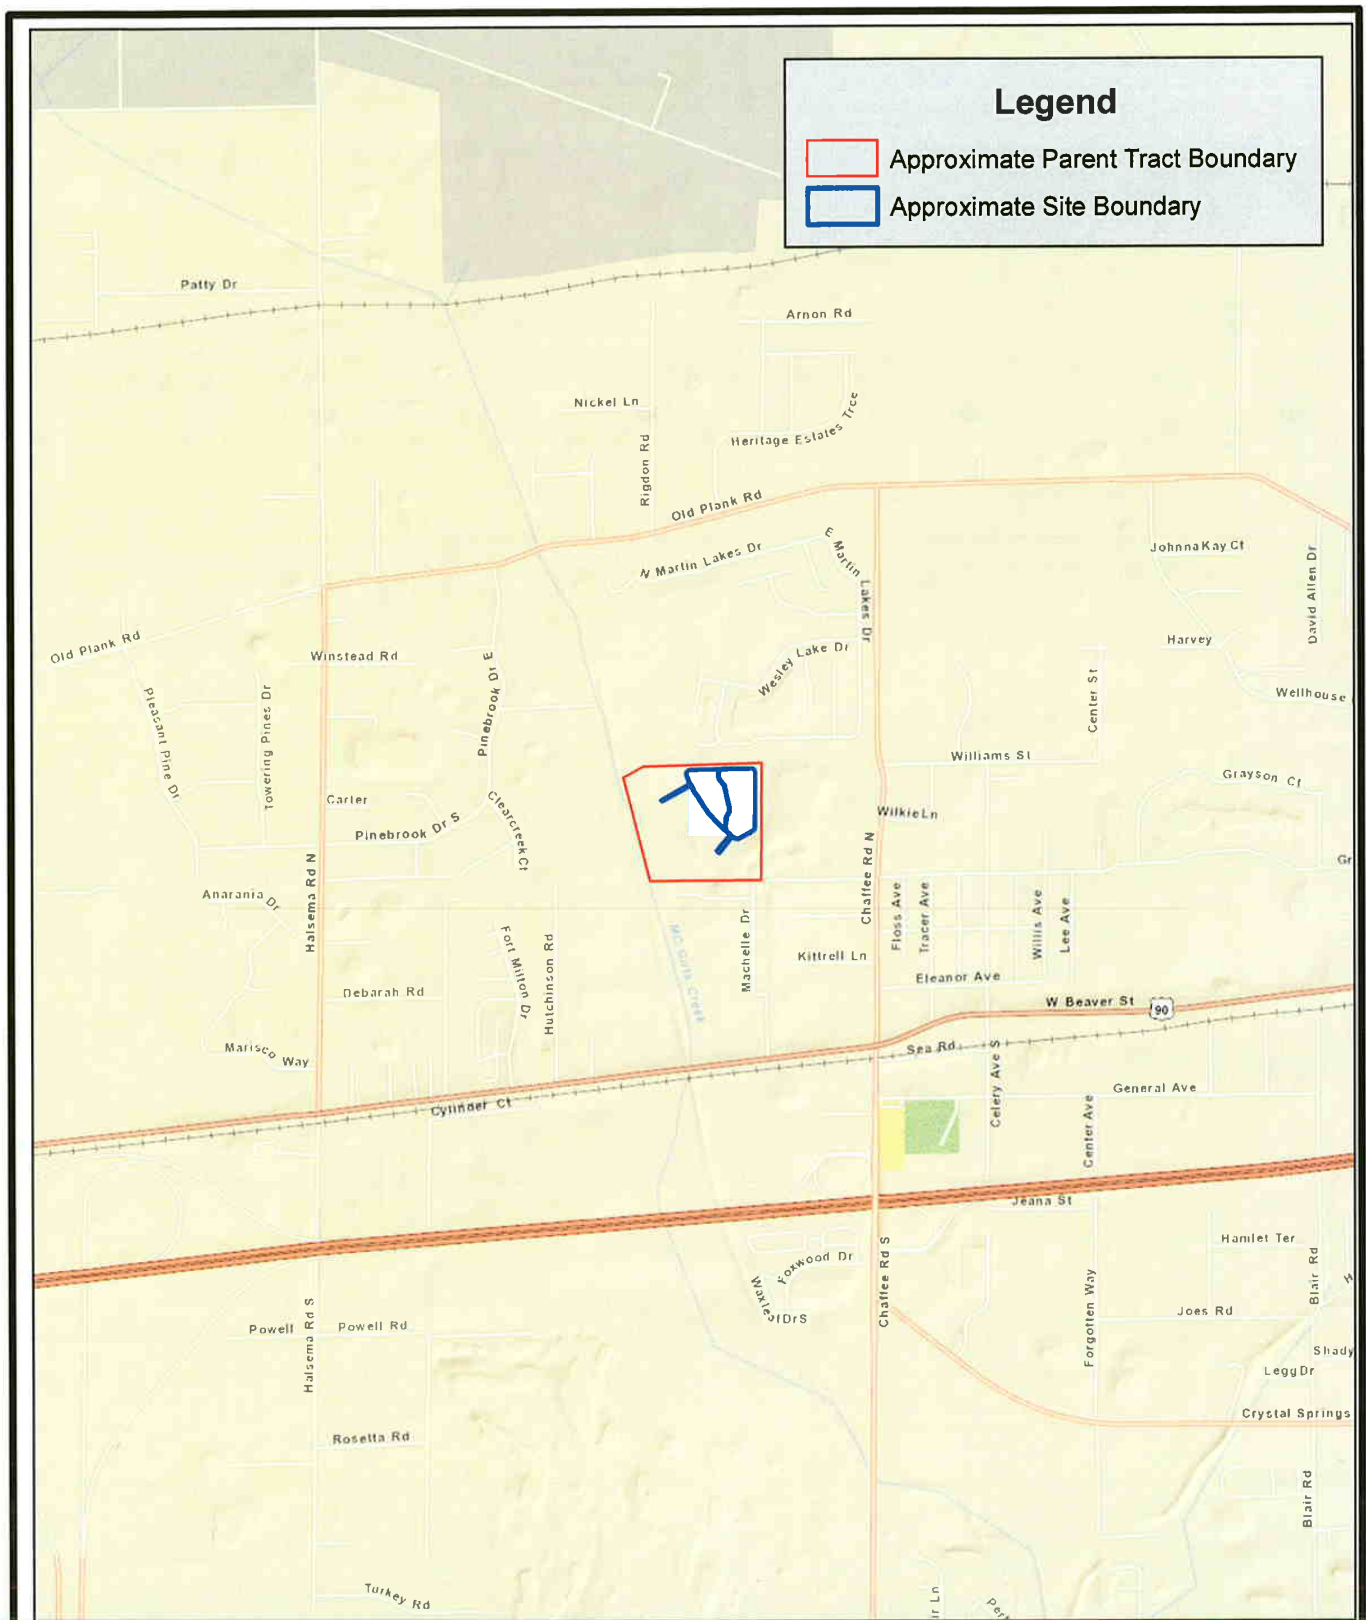 Legend
Approximate Parent Tract Boundary
Approximate Site Boundary
Patty Dr
Arnon Rd
Nickel Ln
Heritage Estates Trce
Rigdon Rd
Old Plank Rd
N Martin Lakes Dr
E Martin Lakes Dr
JohnnaKay Ct
David Allen Dr
Old Plank Rd
Winstead Rd
Pinebrook Dr E
Wesley Lake Dr
Harvey
Center St
Wellhouse
Pleasant Pine Dr
Towering Pines Dr
Williams St
Grayson Ct
Carter
Pinebrook Dr S
Clearcreek Ct
Wilkie Ln
Chaffee Rd N
Gr
Anarania Dr
Halsema Rd N
Floss Ave
Tracer Ave
Willis Ave
Lee Ave
Fort Milton Dr
Hutchinson Rd
Machelle Dr
Kittrell Ln
Eleanor Ave
Debarah Rd
W Beaver St
90
Marisco Way
Sea Rd
Celery Ave S
General Ave
Cylinder Ct
Center Ave
Jeana St
Foxwood Dr
Chaffee Rd S
Hamlet Ter
Blair Rd
H
Forgotten Way
Joes Rd
Powell
Powell Rd
Halsema Rd S
Shady
LeggDr
Crystal Springs
Rosetta Rd
Blair Rd
Turkey Rd
ir Ln